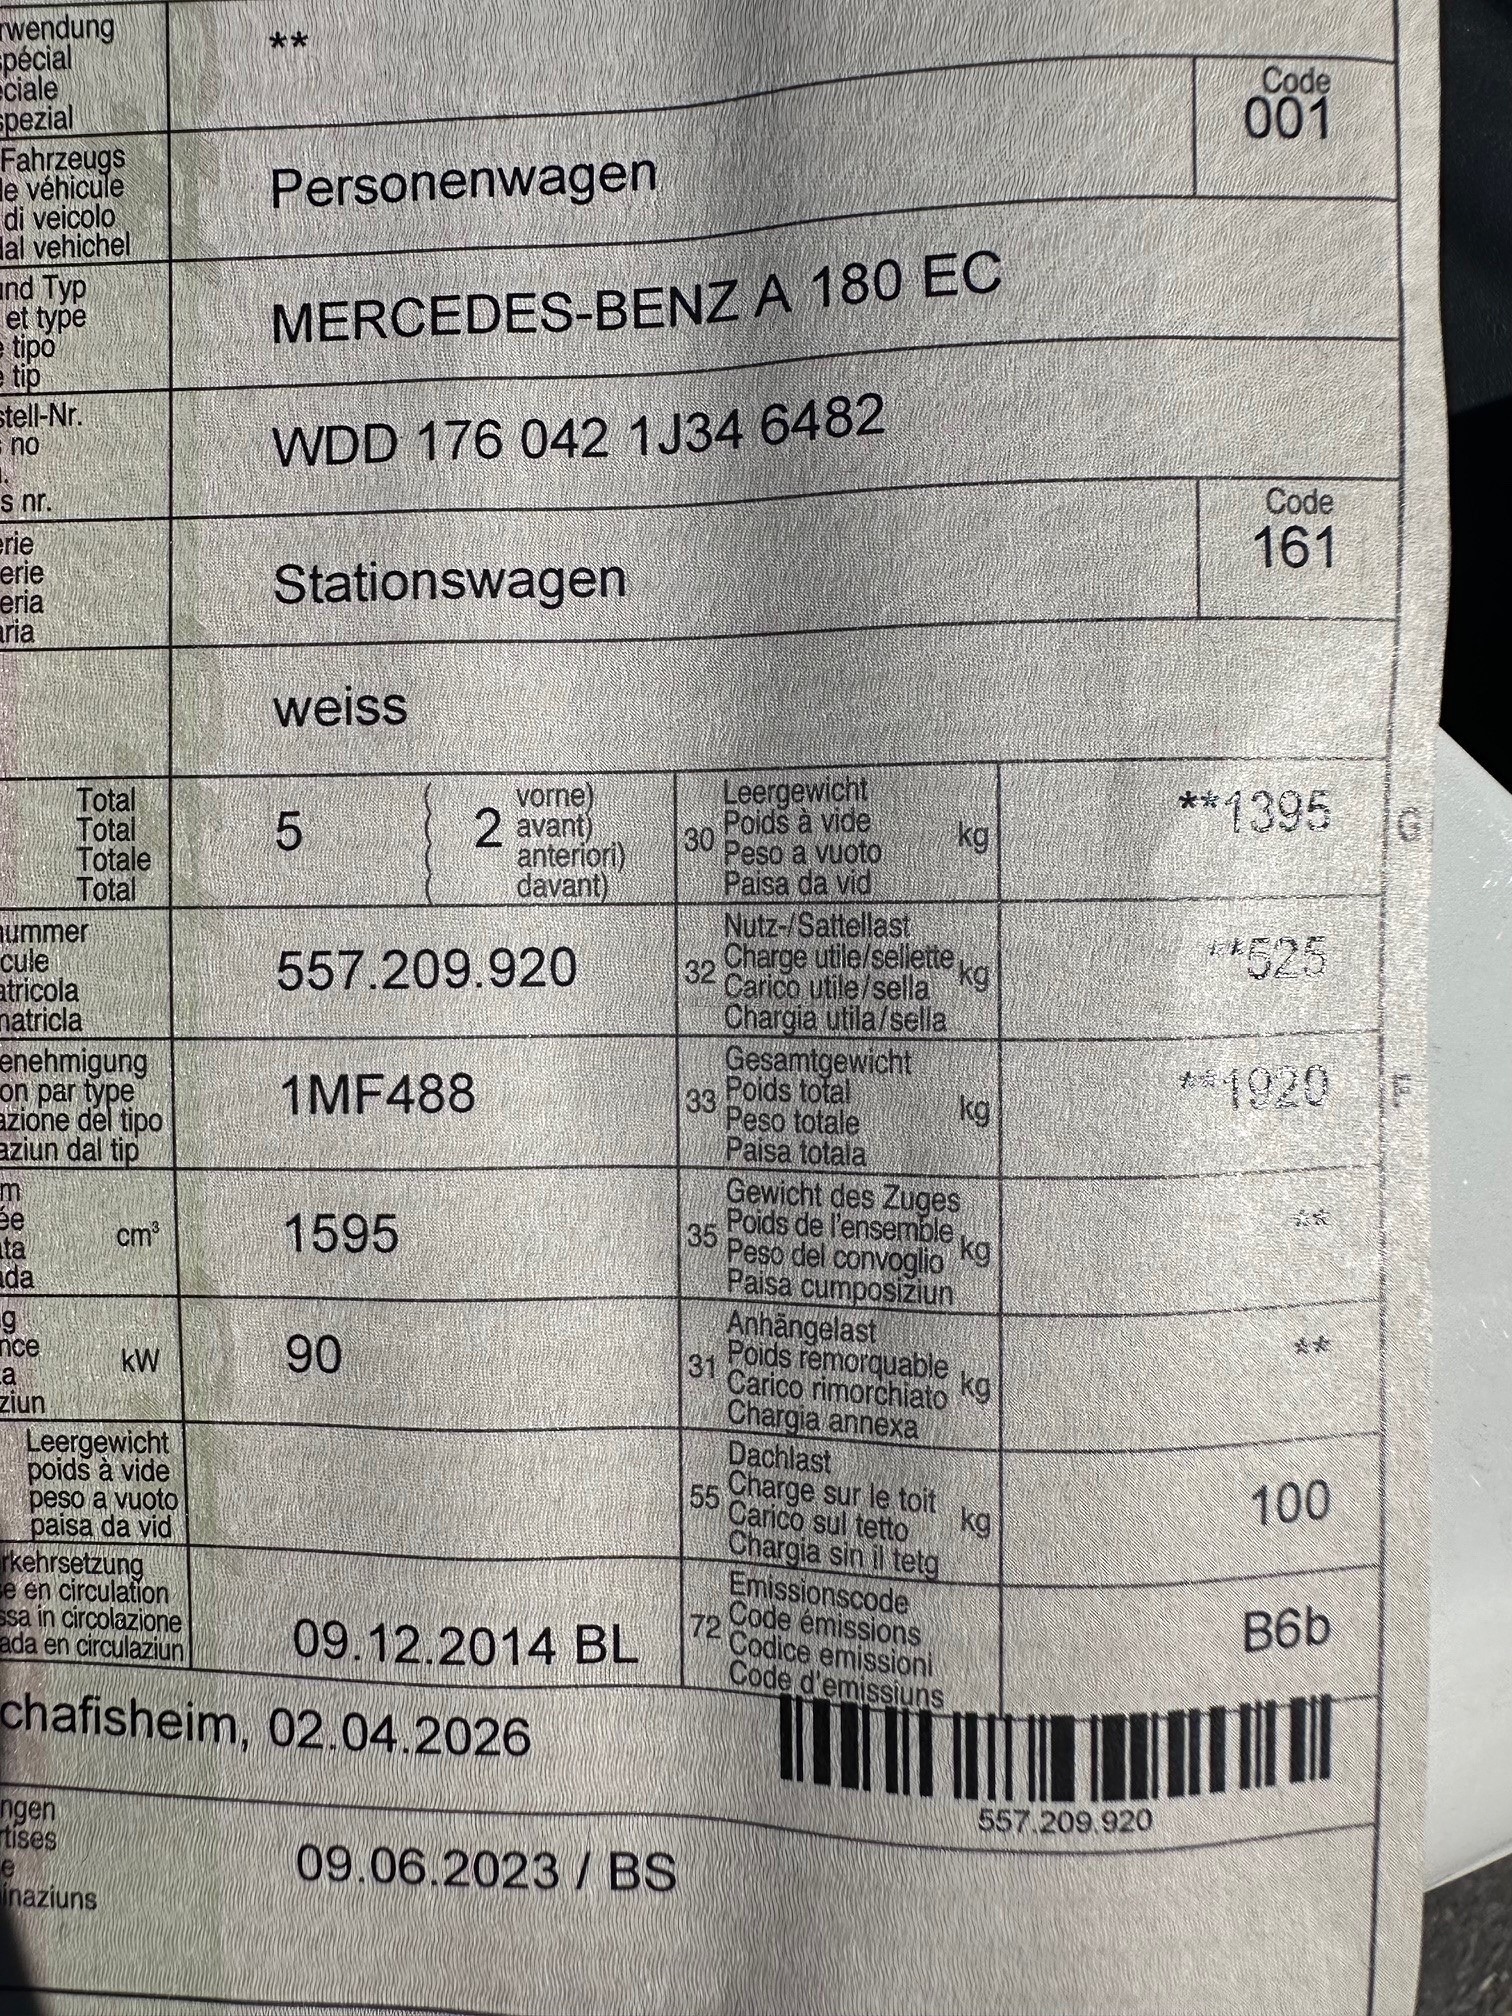 rwendung
spécial
eciale
spezial
**
Code
001
Fahrzeugs
le véhicule
di veicolo
dal vehichel
Personenwagen
und Typ
et type
e tipo
e tip
MERCEDES-BENZ A 180 EC
stell-Nr.
s no
s nr.
WDD 176 042 1J34 6482
erie
erie
eria
aria
Stationswagen
Code
161
weiss
Total
Total
Totale
Total
5
2
vorne)
avant)
anteriori)
davant)
30
Leergewicht
Poids à vide
Peso a vuoto
Paisa da vid
kg
**1395
G
nummer
cule
atricola
matricla
557.209.920
32
Nutz-/Sattellast
Charge utile/sellette
Carico utile/sella
Chargia utila/sella
kg
**525
enehmigung
on par type
azione del tipo
aziun dal tip
1MF488
33
Gesamtgewicht
Poids total
Peso totale
Paisa totala
kg
**1920
m
ée
ata
ada
cm³
1595
35
Gewicht des Zuges
Poids de l'ensemble
Peso del convoglio
Paisa cumposiziun
kg
**
g
nce
a
ziun
kW
90
31
Anhängelast
Poids remorquable
Carico rimorchiato
Chargia annexa
kg
**
Leergewicht
poids à vide
peso a vuoto
paisa da vid
55
Dachlast
Charge sur le toit
Carico sul tetto
Chargia sin il tetg
kg
100
rkehrsetzung
e en circulation
ssa in circolazione
ada en circulaziun
09.12.2014 BL
72
Emissionscode
Code émissions
Codice emissioni
Code d'emissiuns
B6b
chafisheim, 02.04.2026
557.209.920
ngen
rtises
e
inaziuns
09.06.2023 / BS